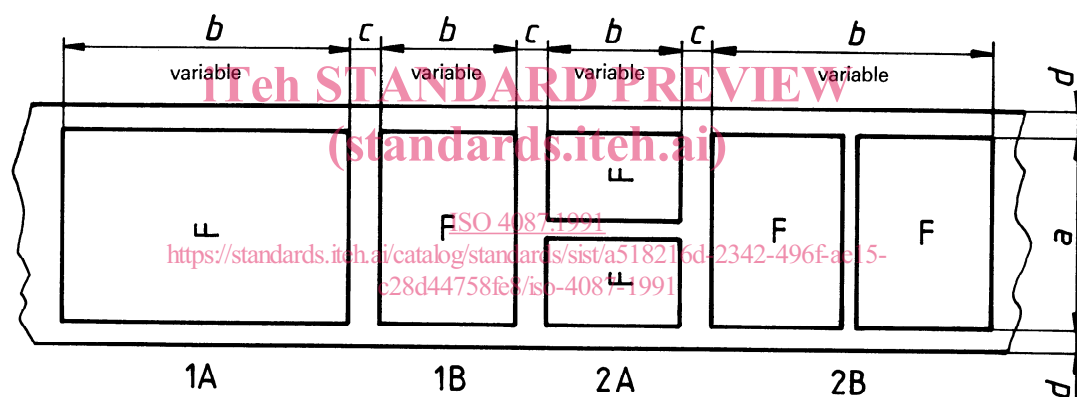 b c b c b c b
variable variable variable variable
d
iTeh STANDARD PREVIEW
(standards.iteh.ai)
F
F F F F
ISO 4087:1991
a
https://standards.iteh.ai/catalog/standards/sist/a518216d-2342-496f-ae15-
c28d44758fe8/iso-4087-1991
F
1A 1B 2A 2B
d